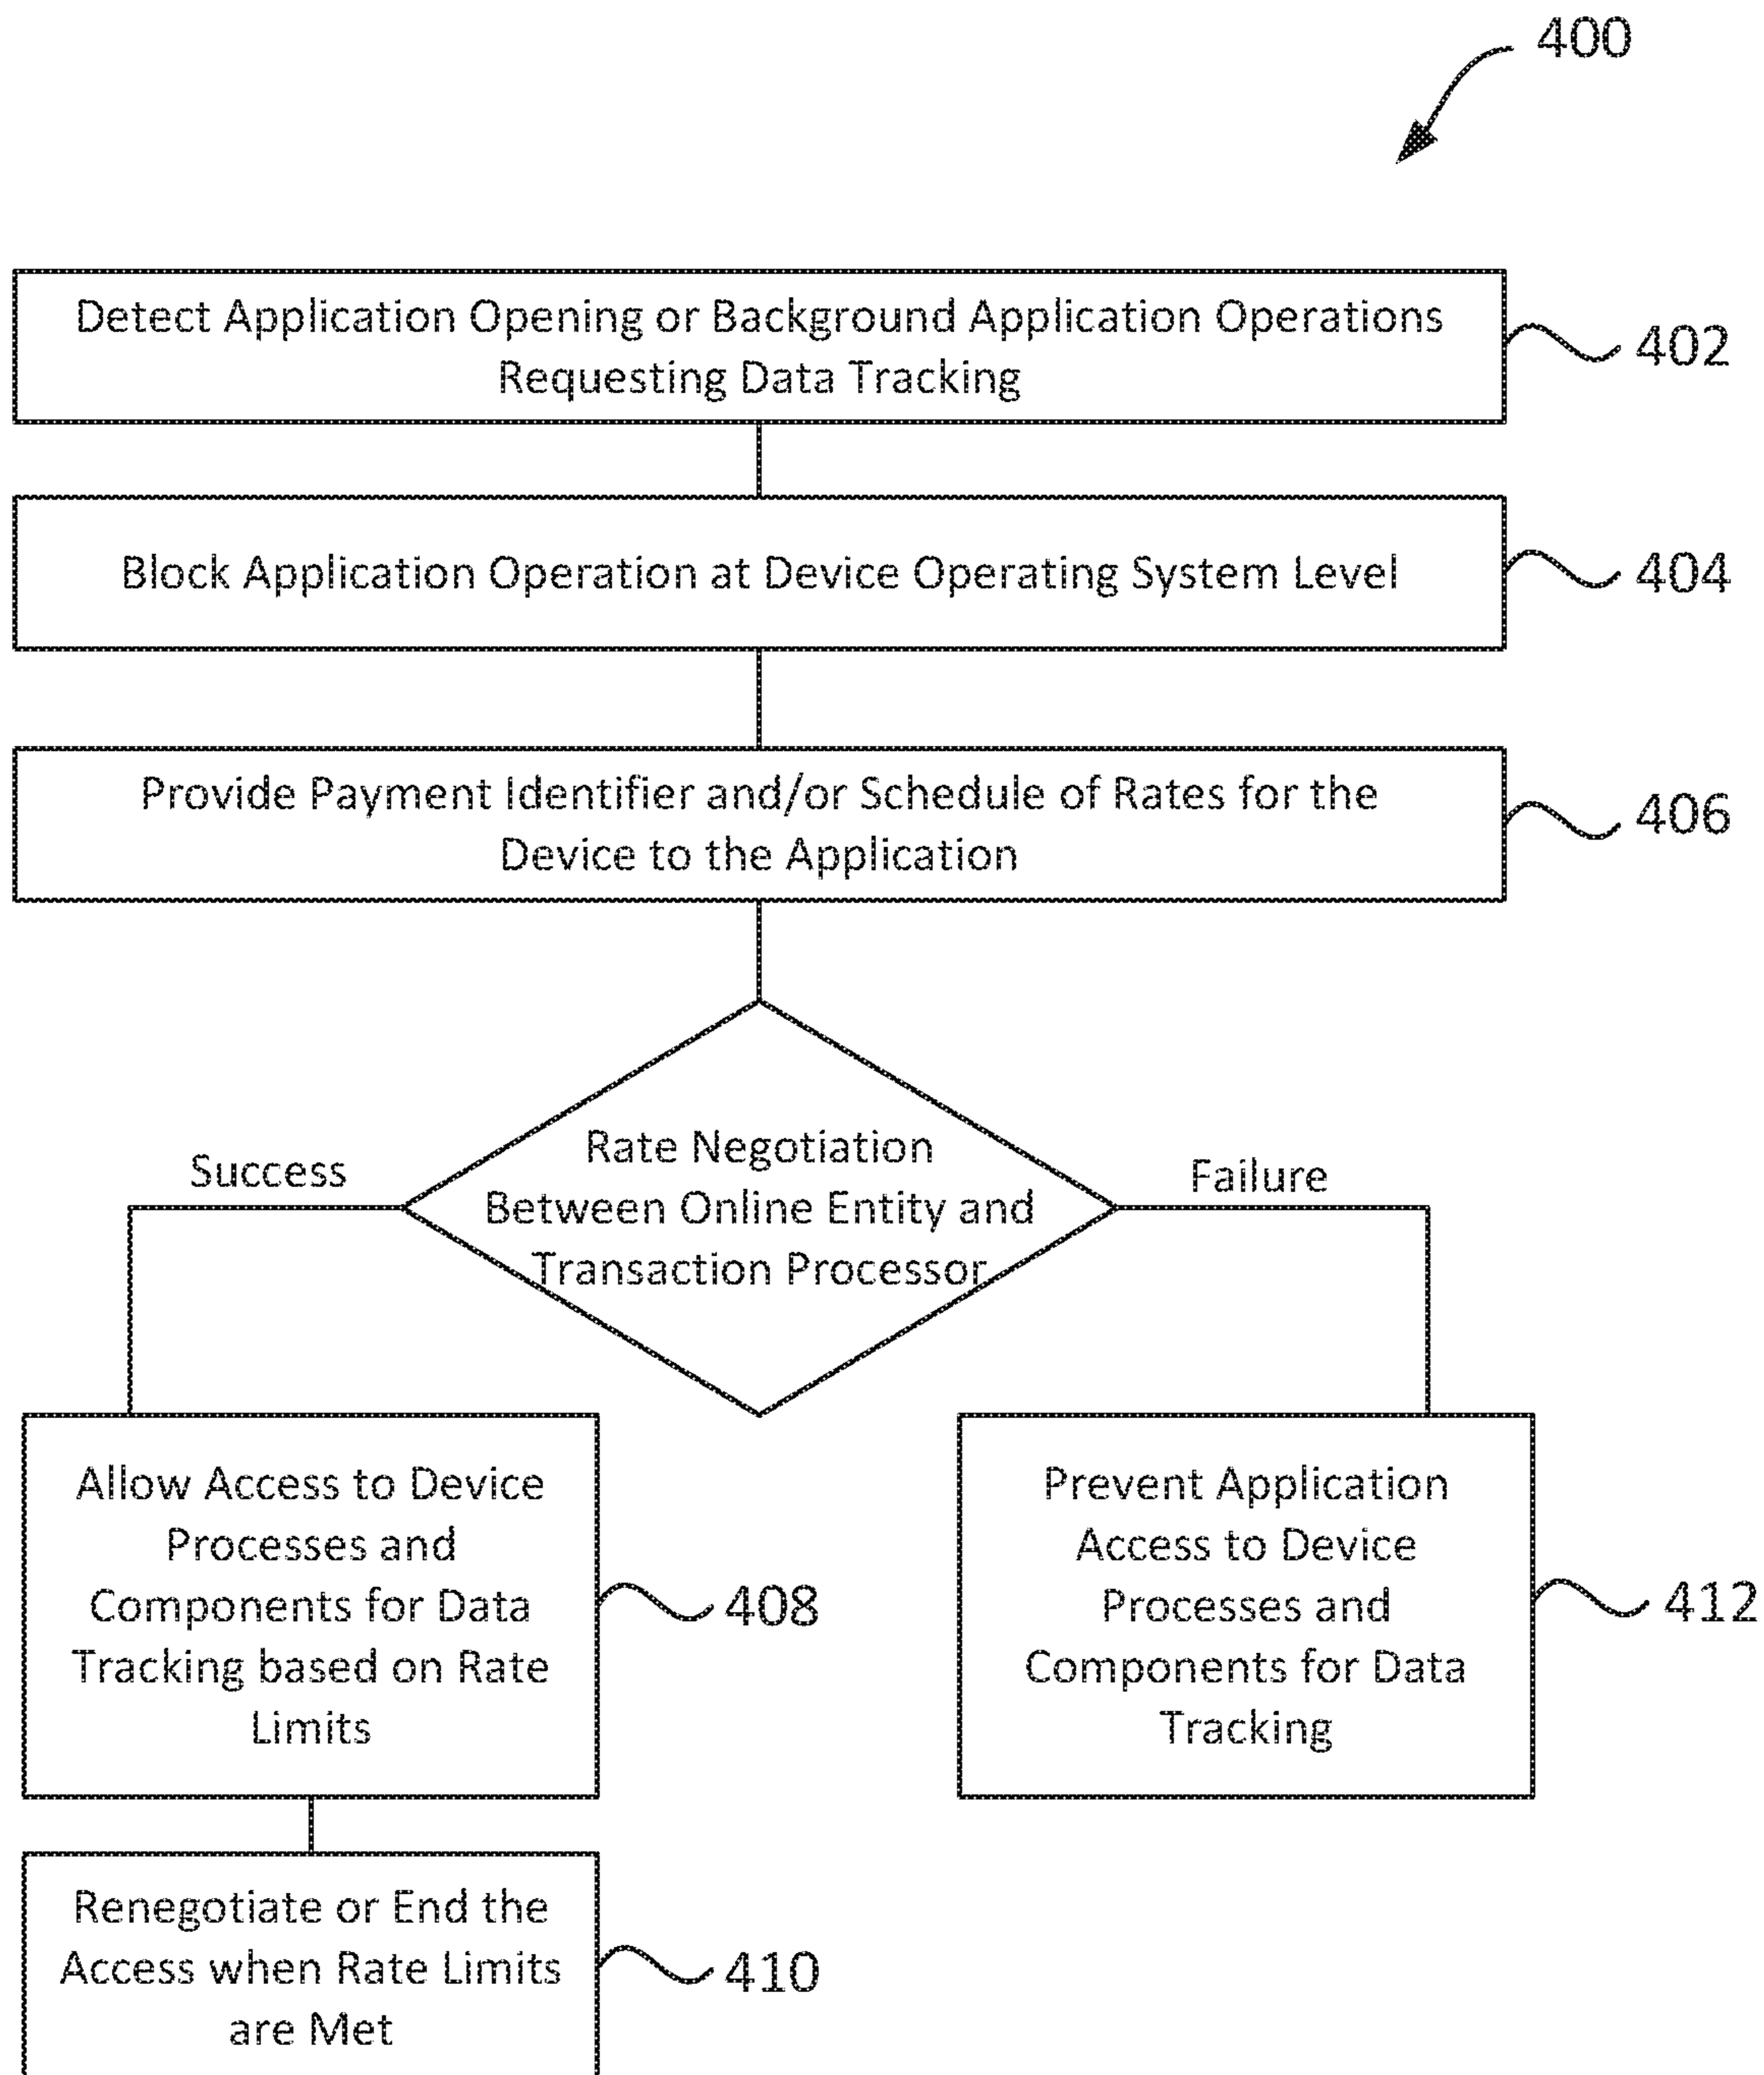 400
Detect Application Opening or Background Application Operations
Requesting Data Tracking
402
Block Application Operation at Device Operating System Level
404
Provide Payment Identifier and/or Schedule of Rates for the
Device to the Application
406
Rate Negotiation
Between Online Entity and
Transaction Processor
Success
Failure
Allow Access to Device
Processes and
Components for Data
Tracking based on Rate
Limits
408
Prevent Application
Access to Device
Processes and
Components for Data
Tracking
412
Renegotiate or End the
Access when Rate Limits
are Met
410